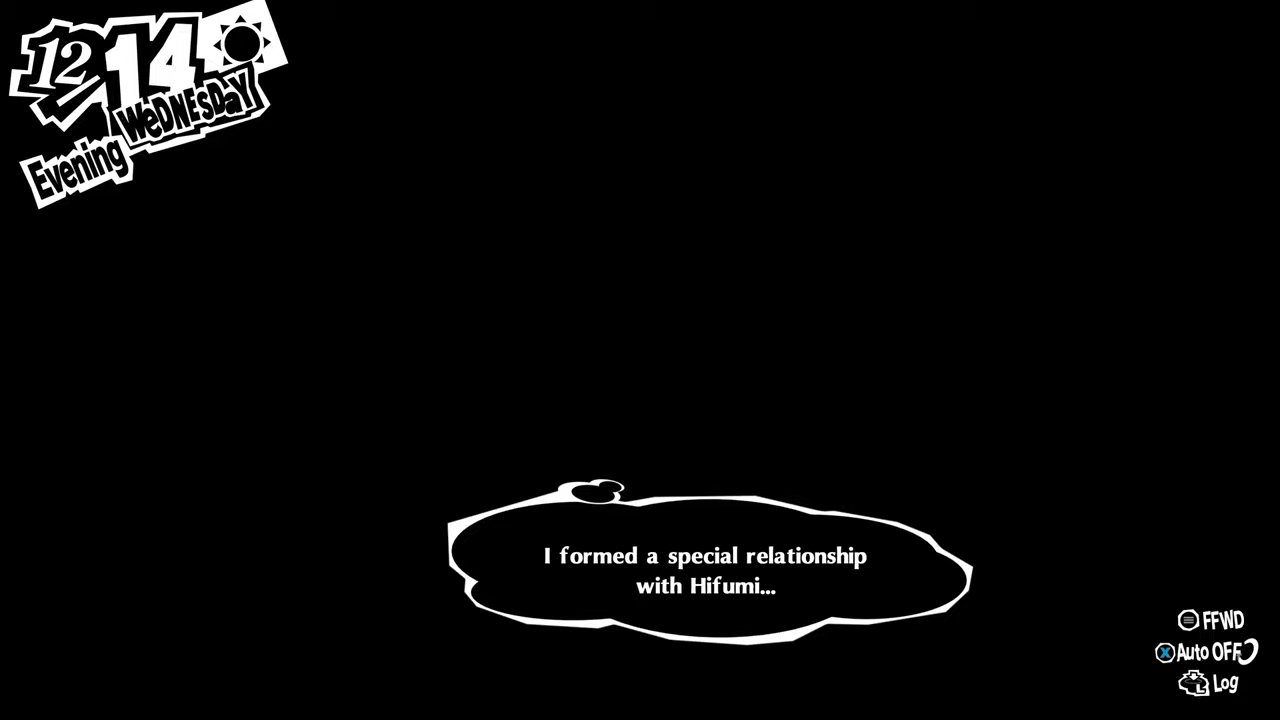 12 14
WeDNESDaY
Evening
I formed a special relationship
with Hifumi...
FFWD
X Auto OFF
L Log